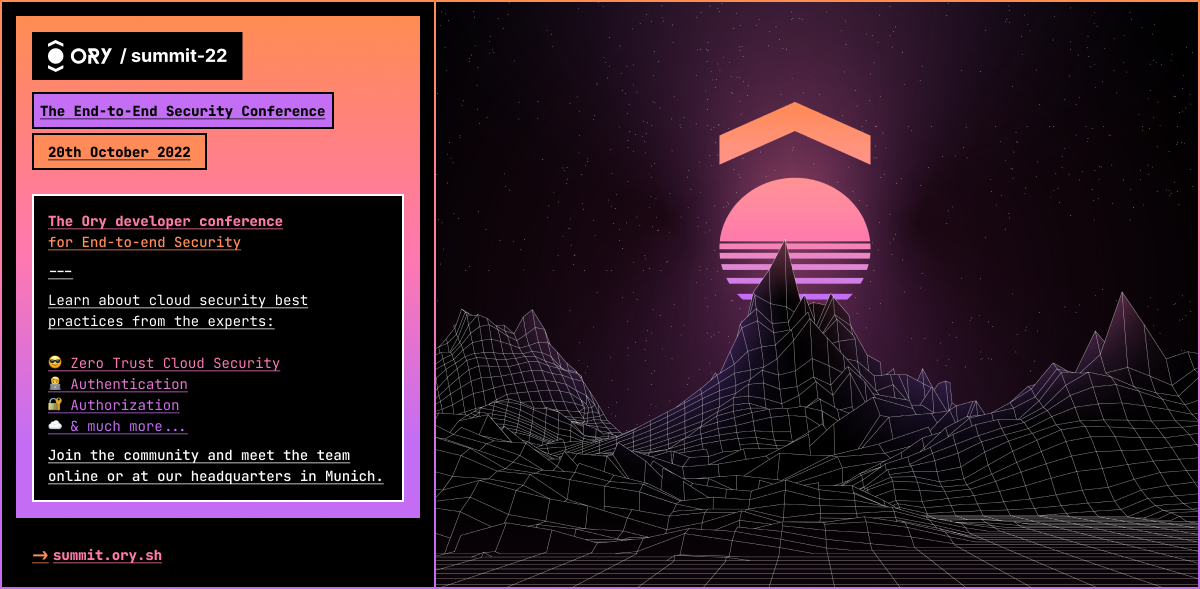 ORY / summit-22
The End-to-End Security Conference
20th October 2022
The Ory developer conference
for End-to-end Security
---
Learn about cloud security best
practices from the experts:
😎 Zero Trust Cloud Security
🧑‍💻 Authentication
🔐 Authorization
☁️ & much more...
Join the community and meet the team
online or at our headquarters in Munich.
→ summit.ory.sh